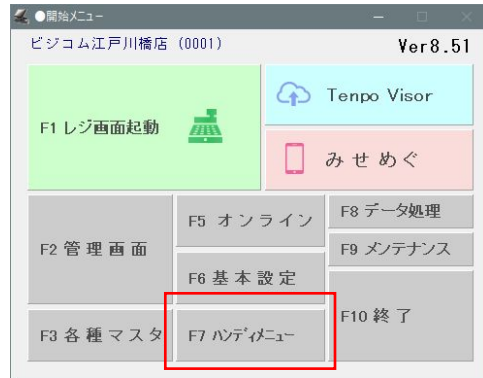 ●開始メニュー
ビジコム江戸川橋店 (0001)
Ver8.51
F1 レジ画面起動
Tenpo Visor
みせめぐ
F2 管理画面
F5 オンライン
F8 データ処理
F9 メンテナンス
F6 基本設定
F3 各種マスタ
F7 ハンディメニュー
F10 終了